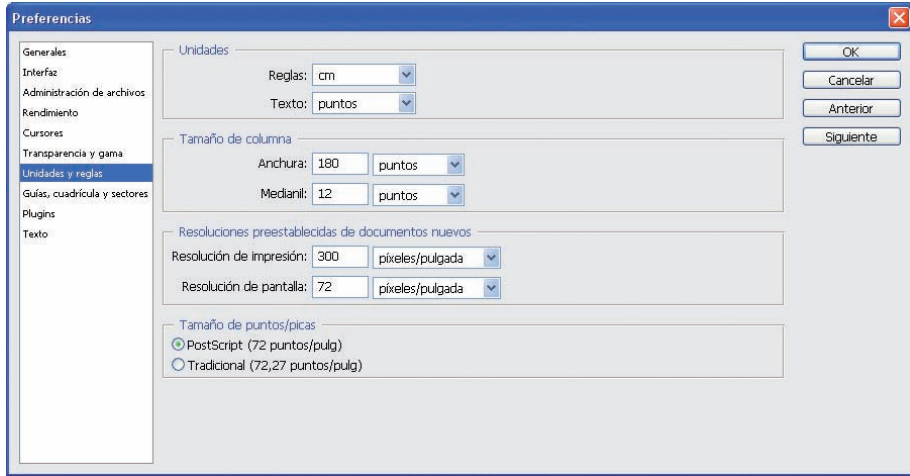 Preferencias
Generales
Interfaz
Administración de archivos
Rendimiento
Cursores
Transparencia y gama
Unidades y reglas
Guías, cuadrícula y sectores
Plugins
Texto
Unidades
Reglas: cm
Texto: puntos
Tamaño de columna
Anchura: 180 puntos
Medianil: 12 puntos
Resoluciones preestablecidas de documentos nuevos
Resolución de impresión: 300 píxeles/pulgada
Resolución de pantalla: 72 píxeles/pulgada
Tamaño de puntos/picas
PostScript (72 puntos/pulg)
Tradicional (72,27 puntos/pulg)
OK
Cancelar
Anterior
Siguiente